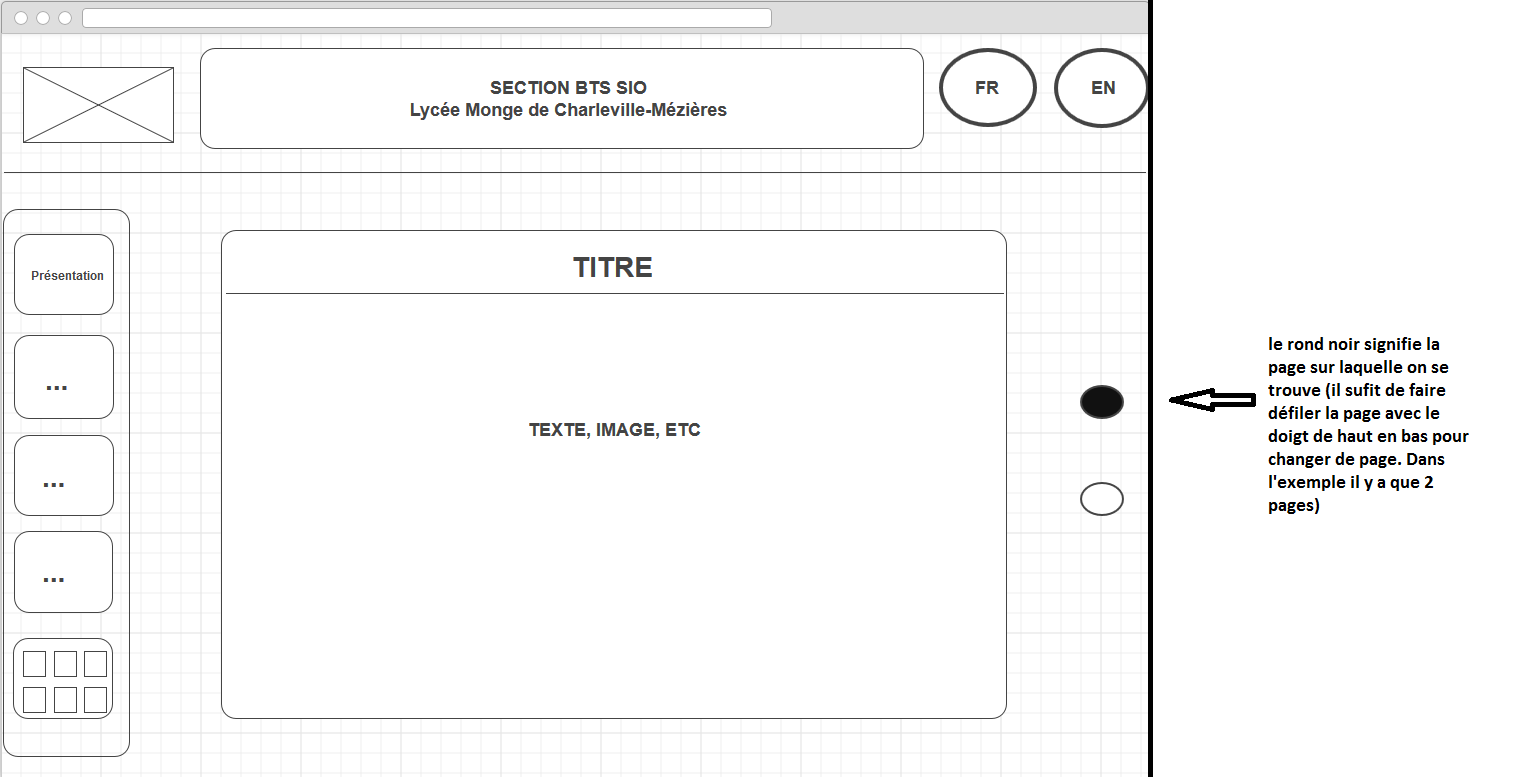 SECTION BTS SIO
Lycée Monge de Charleville-Mézières
FR
EN
Présentation
...
...
...
TITRE
TEXTE, IMAGE, ETC
le rond noir signifie la
page sur laquelle on se
trouve (il sufit de faire
défiler la page avec le
doigt de haut en bas pour
changer de page. Dans
l'exemple il y a que 2
pages)